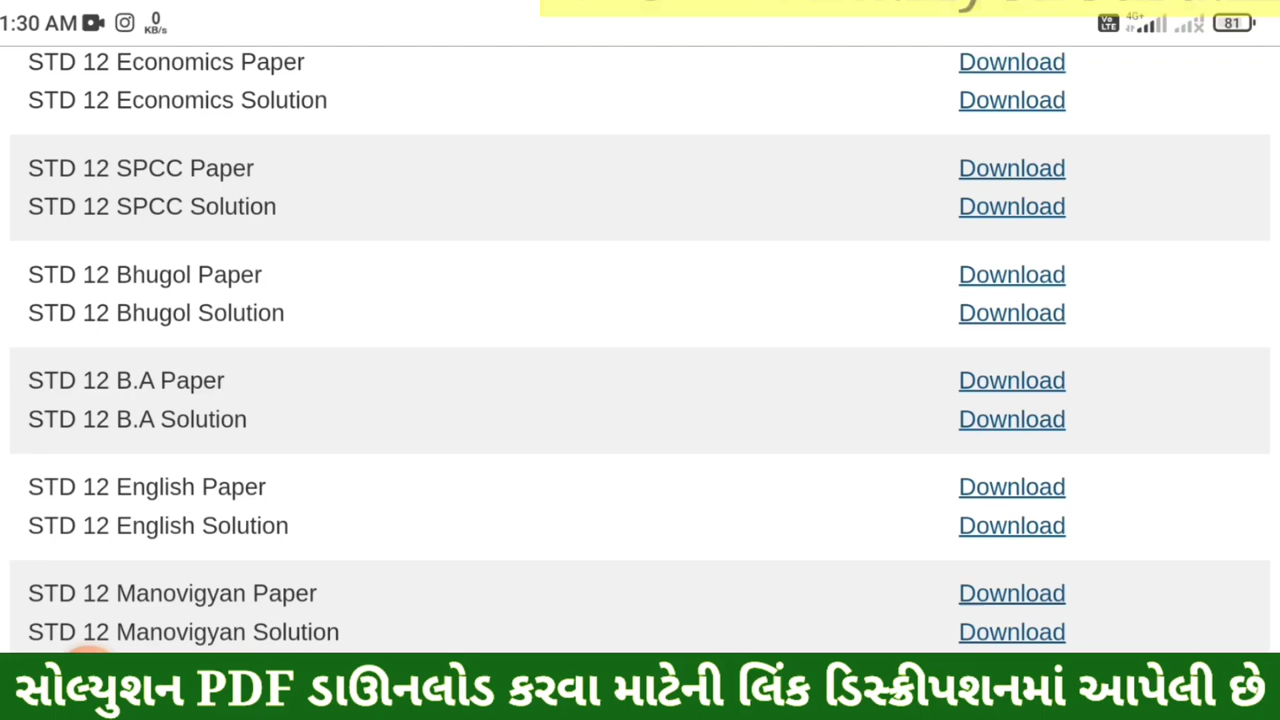 1:30 AM 0 KB/s Vo LTE 4G+ 81
STD 12 Economics Paper Download
STD 12 Economics Solution Download
STD 12 SPCC Paper Download
STD 12 SPCC Solution Download
STD 12 Bhugol Paper Download
STD 12 Bhugol Solution Download
STD 12 B.A Paper Download
STD 12 B.A Solution Download
STD 12 English Paper Download
STD 12 English Solution Download
STD 12 Manovigyan Paper Download
STD 12 Manovigyan Solution Download
સોલ્યુશન PDF ડાઊનલોડ કરવા માટેની લિંક ડિસ્ક્રીપશનમાં આપેલી છે